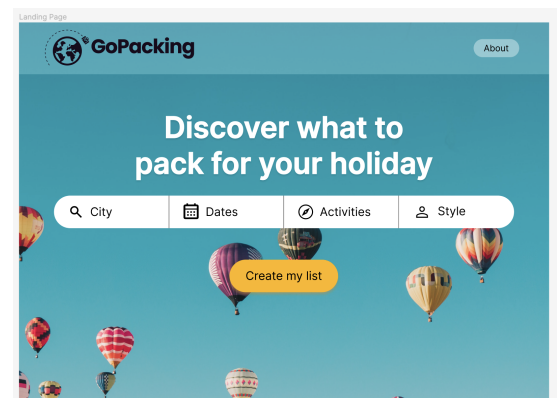 Landing Page
GoPacking
About
Discover what to
pack for your holiday
City
Dates
Activities
Style
Create my list